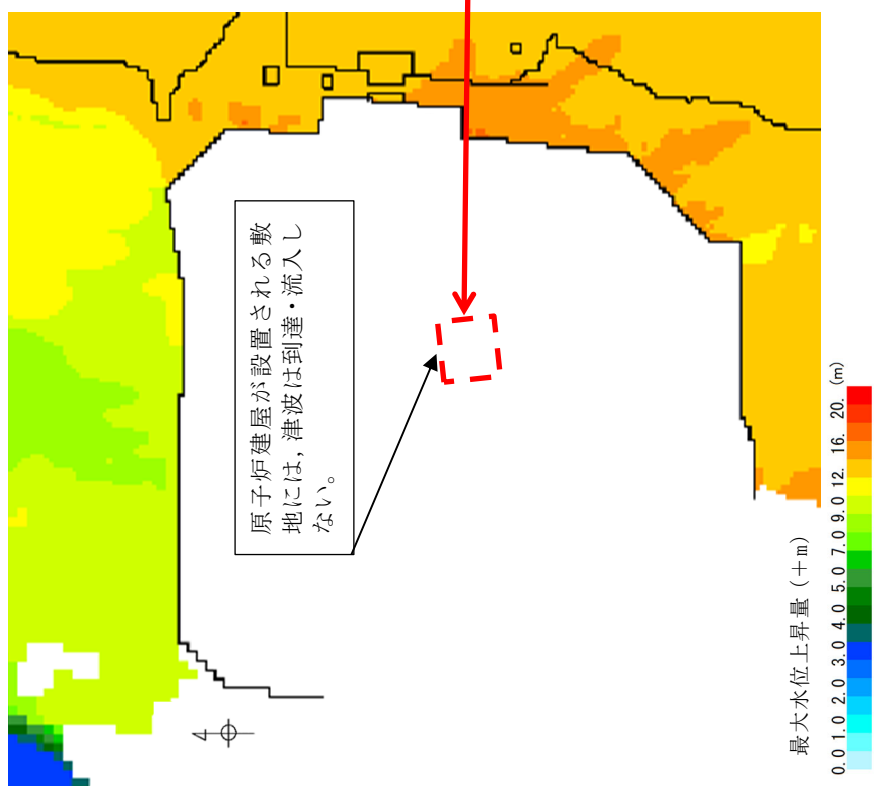 原子炉建屋が設置される敷
地には，津波は到達・流入し
ない。
最大水位上昇量（＋m）
0.0 1.0 2.0 3.0 4.0 5.0 7.0 9.0 12. 16. 20. (m)